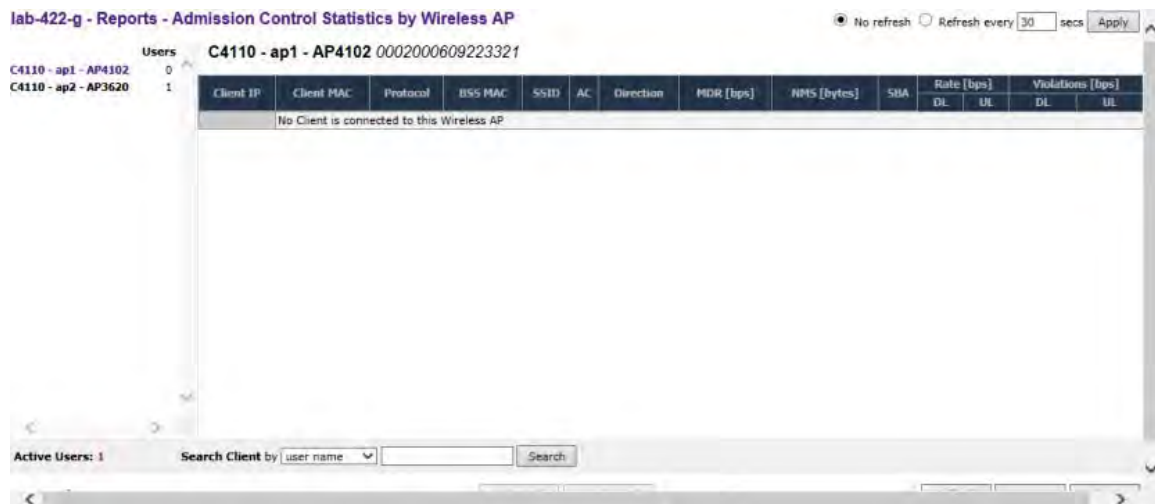 lab-422-g - Reports - Admission Control Statistics by Wireless AP
No refresh Refresh every 30 secs Apply
Users
C4110 - ap1 - AP4102 0
C4110 - ap2 - AP3620 1
C4110 - ap1 - AP4102 0002000609223321
Client IP Client MAC Protocol BSS MAC SSID AC Direction MDR [bps] NMS [bytes] SBA Rate [bps] Violations [bps]
DL UL DL UL
No Client is connected to this Wireless AP
Active Users: 1 Search Client by user name Search